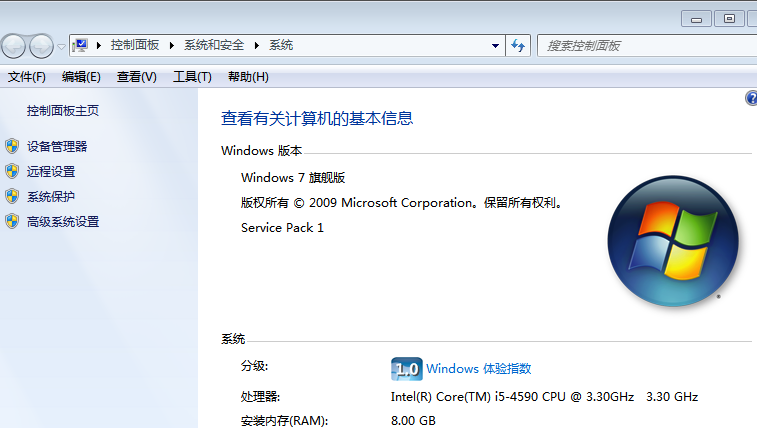 控制面板 系统和安全 系统 搜索控制面板
文件(F) 编辑(E) 查看(V) 工具(T) 帮助(H)
控制面板主页
设备管理器
远程设置
系统保护
高级系统设置
查看有关计算机的基本信息
Windows 版本
Windows 7 旗舰版
版权所有 © 2009 Microsoft Corporation。保留所有权利。
Service Pack 1
系统
分级: 1.0 Windows 体验指数
处理器: Intel(R) Core(TM) i5-4590 CPU @ 3.30GHz 3.30 GHz
安装内存(RAM): 8.00 GB